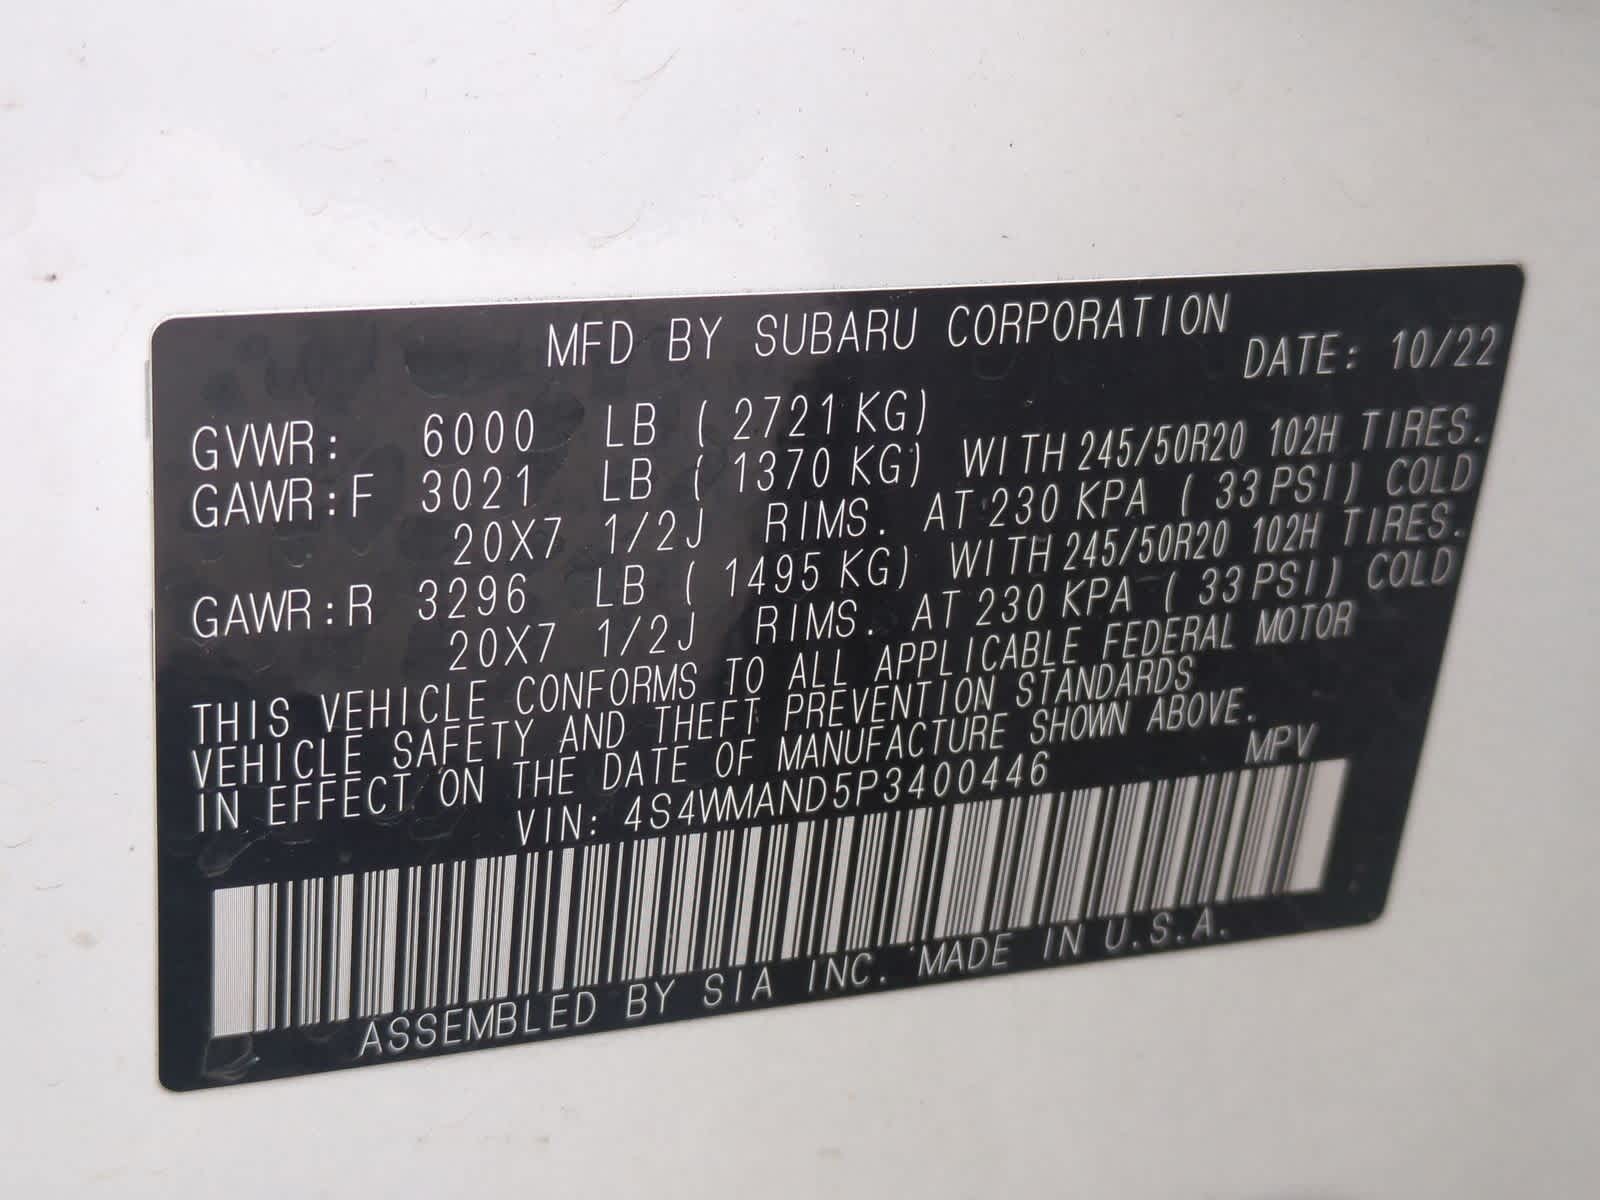 MFD BY SUBARU CORPORATION
DATE: 10/22
GVWR: 6000 LB ( 2721 KG)
GAWR:F 3021 LB ( 1370 KG) WITH 245/50R20 102H TIRES.
20X7 1/2J RIMS. AT 230 KPA ( 33 PSI) COLD
GAWR:R 3296 LB ( 1495 KG) WITH 245/50R20 102H TIRES.
20X7 1/2J RIMS. AT 230 KPA ( 33 PSI) COLD
THIS VEHICLE CONFORMS TO ALL APPLICABLE FEDERAL MOTOR
VEHICLE SAFETY AND THEFT PREVENTION STANDARDS
IN EFFECT ON THE DATE OF MANUFACTURE SHOWN ABOVE.
VIN: 4S4WMAND5P3400446 MPV
ASSEMBLED BY SIA INC. MADE IN U.S.A.